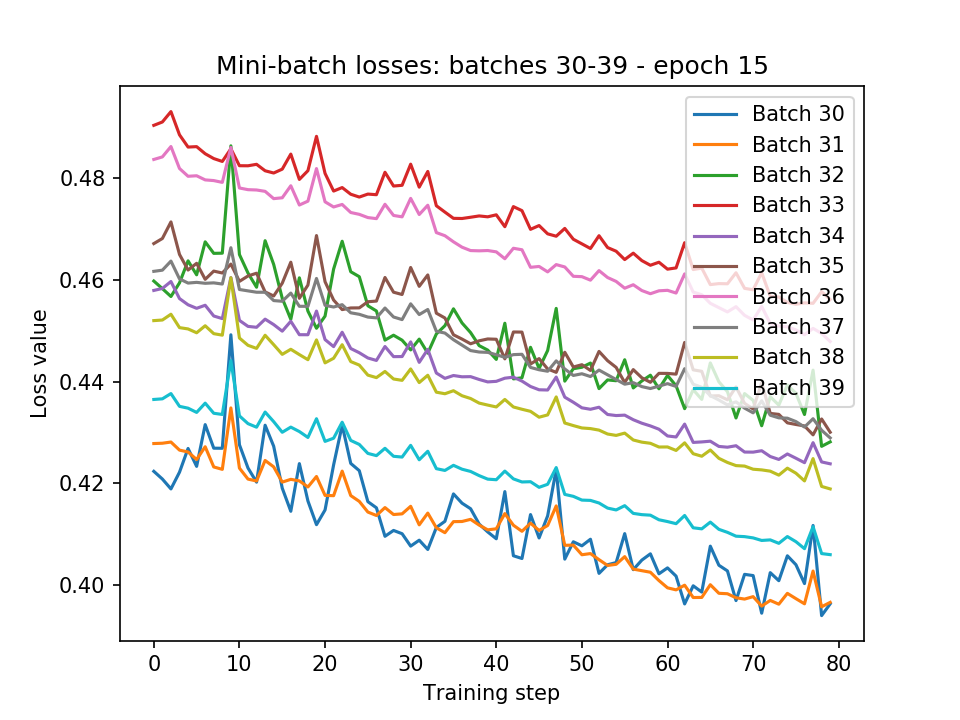 Mini-batch losses: batches 30-39 - epoch 15
Batch 30
Batch 31
Batch 32
Batch 33
Batch 34
Batch 35
Batch 36
Batch 37
Batch 38
Batch 39
0.48
0.46
0.44
0.42
0.40
Loss value
0 10 20 30 40 50 60 70 80
Training step